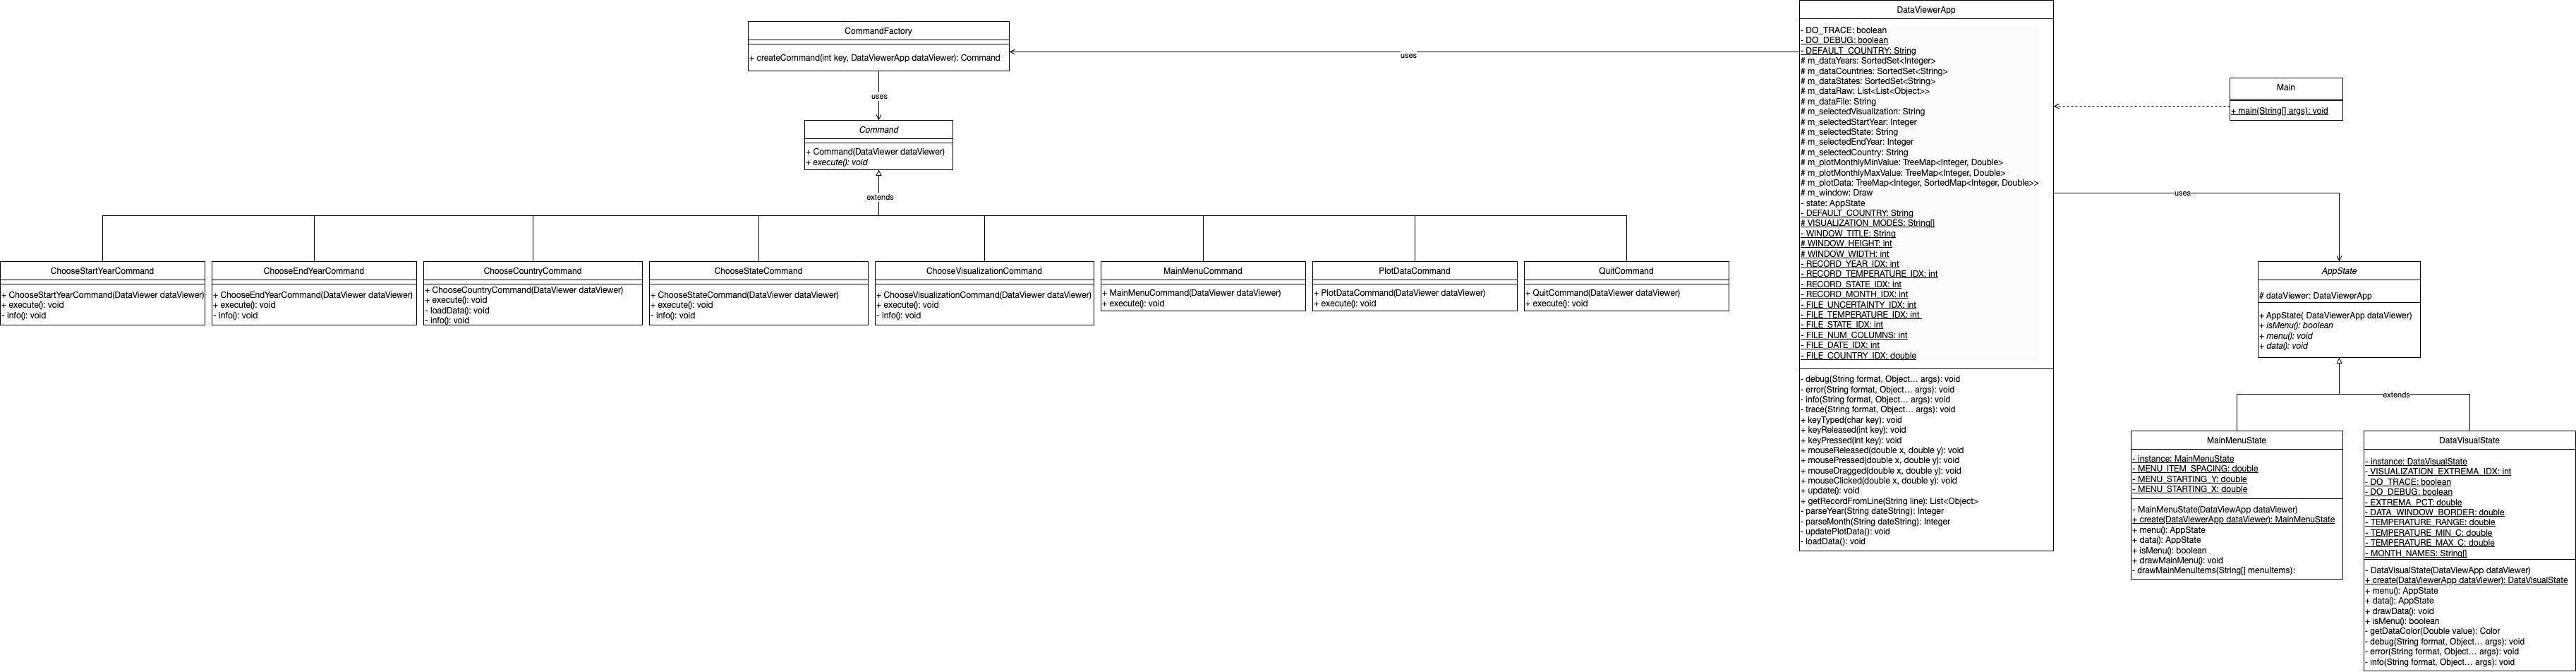 CommandFactory
+ createCommand(int key, DataViewerApp dataViewer): Command
uses
uses
Command
+ Command(DataViewer dataViewer)
+ execute(): void
extends
ChooseStartYearCommand
+ ChooseStartYearCommand(DataViewer dataViewer)
+ execute(): void
- info(): void
ChooseEndYearCommand
+ ChooseEndYearCommand(DataViewer dataViewer)
+ execute(): void
- info(): void
ChooseCountryCommand
+ ChooseCountryCommand(DataViewer dataViewer)
+ execute(): void
- loadData(): void
- info(): void
ChooseStateCommand
+ ChooseStateCommand(DataViewer dataViewer)
+ execute(): void
- info(): void
ChooseVisualizationCommand
+ ChooseVisualizationCommand(DataViewer dataViewer)
+ execute(): void
- info(): void
MainMenuCommand
+ MainMenuCommand(DataViewer dataViewer)
+ execute(): void
PlotDataCommand
+ PlotDataCommand(DataViewer dataViewer)
+ execute(): void
QuitCommand
+ QuitCommand(DataViewer dataViewer)
+ execute(): void
DataViewerApp
- DO_TRACE: boolean
- DO_DEBUG: boolean
- DEFAULT_COUNTRY: String
# m_dataYears: SortedSet<Integer>
# m_dataCountries: SortedSet<String>
# m_dataStates: SortedSet<String>
# m_dataRaw: List<List<Object>>
# m_dataFile: String
# m_selectedVisualization: String
# m_selectedStartYear: Integer
# m_selectedState: String
# m_selectedEndYear: Integer
# m_selectedCountry: String
# m_plotMonthlyMinValue: TreeMap<Integer, Double>
# m_plotMonthlyMaxValue: TreeMap<Integer, Double>
# m_plotData: TreeMap<Integer, SortedMap<Integer, Double>>
# m_window: Draw
- state: AppState
- DEFAULT_COUNTRY: String
# VISUALIZATION_MODES: String[]
- WINDOW_TITLE: String
# WINDOW_HEIGHT: int
# WINDOW_WIDTH: int
- RECORD_YEAR_IDX: int
- RECORD_TEMPERATURE_IDX: int
- RECORD_STATE_IDX: int
- RECORD_MONTH_IDX: int
- FILE_UNCERTAINTY_IDX: int
- FILE_TEMPERATURE_IDX: int
- FILE_STATE_IDX: int
- FILE_NUM_COLUMNS: int
- FILE_DATE_IDX: int
- FILE_COUNTRY_IDX: double
- debug(String format, Object... args): void
- error(String format, Object... args): void
- info(String format, Object... args): void
- trace(String format, Object... args): void
+ keyTyped(char key): void
+ keyReleased(int key): void
+ keyPressed(int key): void
+ mouseReleased(double x, double y): void
+ mousePressed(double x, double y): void
+ mouseDragged(double x, double y): void
+ mouseClicked(double x, double y): void
+ update(): void
+ getRecordFromLine(String line): List<Object>
- parseYear(String dateString): Integer
- parseMonth(String dateString): Integer
- updatePlotData(): void
- loadData(): void
Main
+ main(String[] args): void
uses
AppState
# dataViewer: DataViewerApp
+ AppState( DataViewerApp dataViewer)
+ isMenu(): boolean
+ menu(): void
+ data(): void
extends
MainMenuState
- instance: MainMenuState
- MENU_ITEM_SPACING: double
- MENU_STARTING_Y: double
- MENU_STARTING_X: double
- MainMenuState(DataViewApp dataViewer)
+ create(DataViewerApp dataViewer): MainMenuState
+ menu(): AppState
+ data(): AppState
+ isMenu(): boolean
+ drawMainMenu(): void
- drawMainMenuItems(String[] menuItems):
DataVisualState
- instance: DataVisualState
- VISUALIZATION_EXTREMA_IDX: int
- DO_TRACE: boolean
- DO_DEBUG: boolean
- EXTREMA_PCT: double
- DATA_WINDOW_BORDER: double
- TEMPERATURE_RANGE: double
- TEMPERATURE_MIN_C: double
- TEMPERATURE_MAX_C: double
- MONTH_NAMES: String[]
- DataVisualState(DataViewApp dataViewer)
+ create(DataViewerApp dataViewer): DataVisualState
+ menu(): AppState
+ data(): AppState
+ drawData(): void
+ isMenu(): boolean
- getDataColor(Double value): Color
- debug(String format, Object... args): void
- error(String format, Object... args): void
- info(String format, Object... args): void